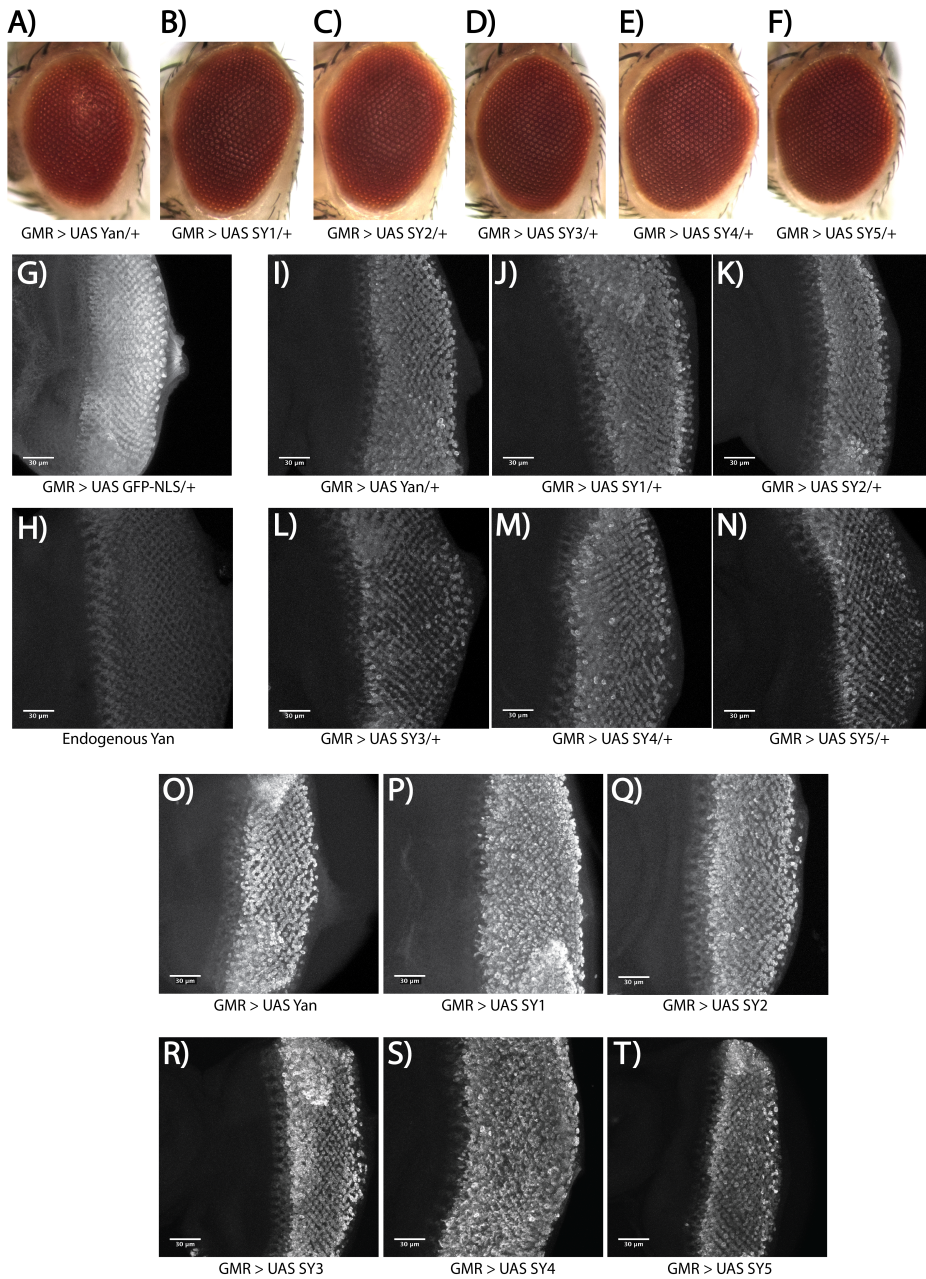 A) B) C) D) E) F)
GMR > UAS Yan/+ GMR > UAS SY1/+ GMR > UAS SY2/+ GMR > UAS SY3/+ GMR > UAS SY4/+ GMR > UAS SY5/+
G) I) J) K)
30 µm 30 µm 30 µm 30 µm
GMR > UAS GFP-NLS/+ GMR > UAS Yan/+ GMR > UAS SY1/+ GMR > UAS SY2/+
H) L) M) N)
30 µm 30 µm 30 µm 30 µm
Endogenous Yan GMR > UAS SY3/+ GMR > UAS SY4/+ GMR > UAS SY5/+
O) P) Q)
30 µm 30 µm 30 µm
GMR > UAS Yan GMR > UAS SY1 GMR > UAS SY2
R) S) T)
30 µm 30 µm 30 µm
GMR > UAS SY3 GMR > UAS SY4 GMR > UAS SY5